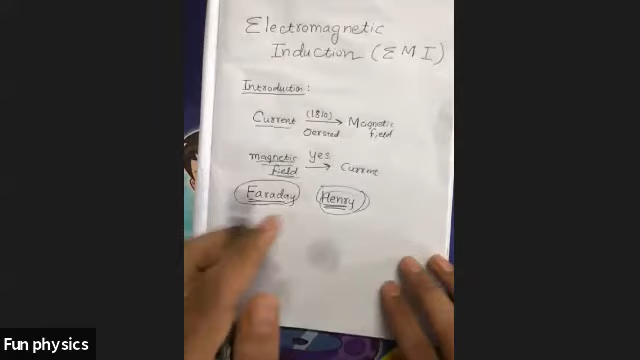 Electromagnetic
Induction (EMI)
Introduction:
Current (1820) Oersted → Magnetic field
magnetic field yes → Current
Faraday Henry
Fun physics